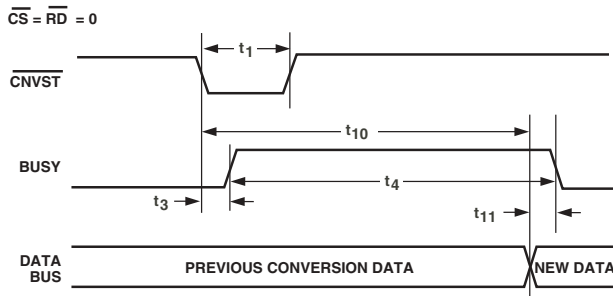 CS = RD = 0
t1
CNVST
t10
BUSY
t4
t3
t11
DATA
BUS
PREVIOUS CONVERSION DATA
NEW DATA